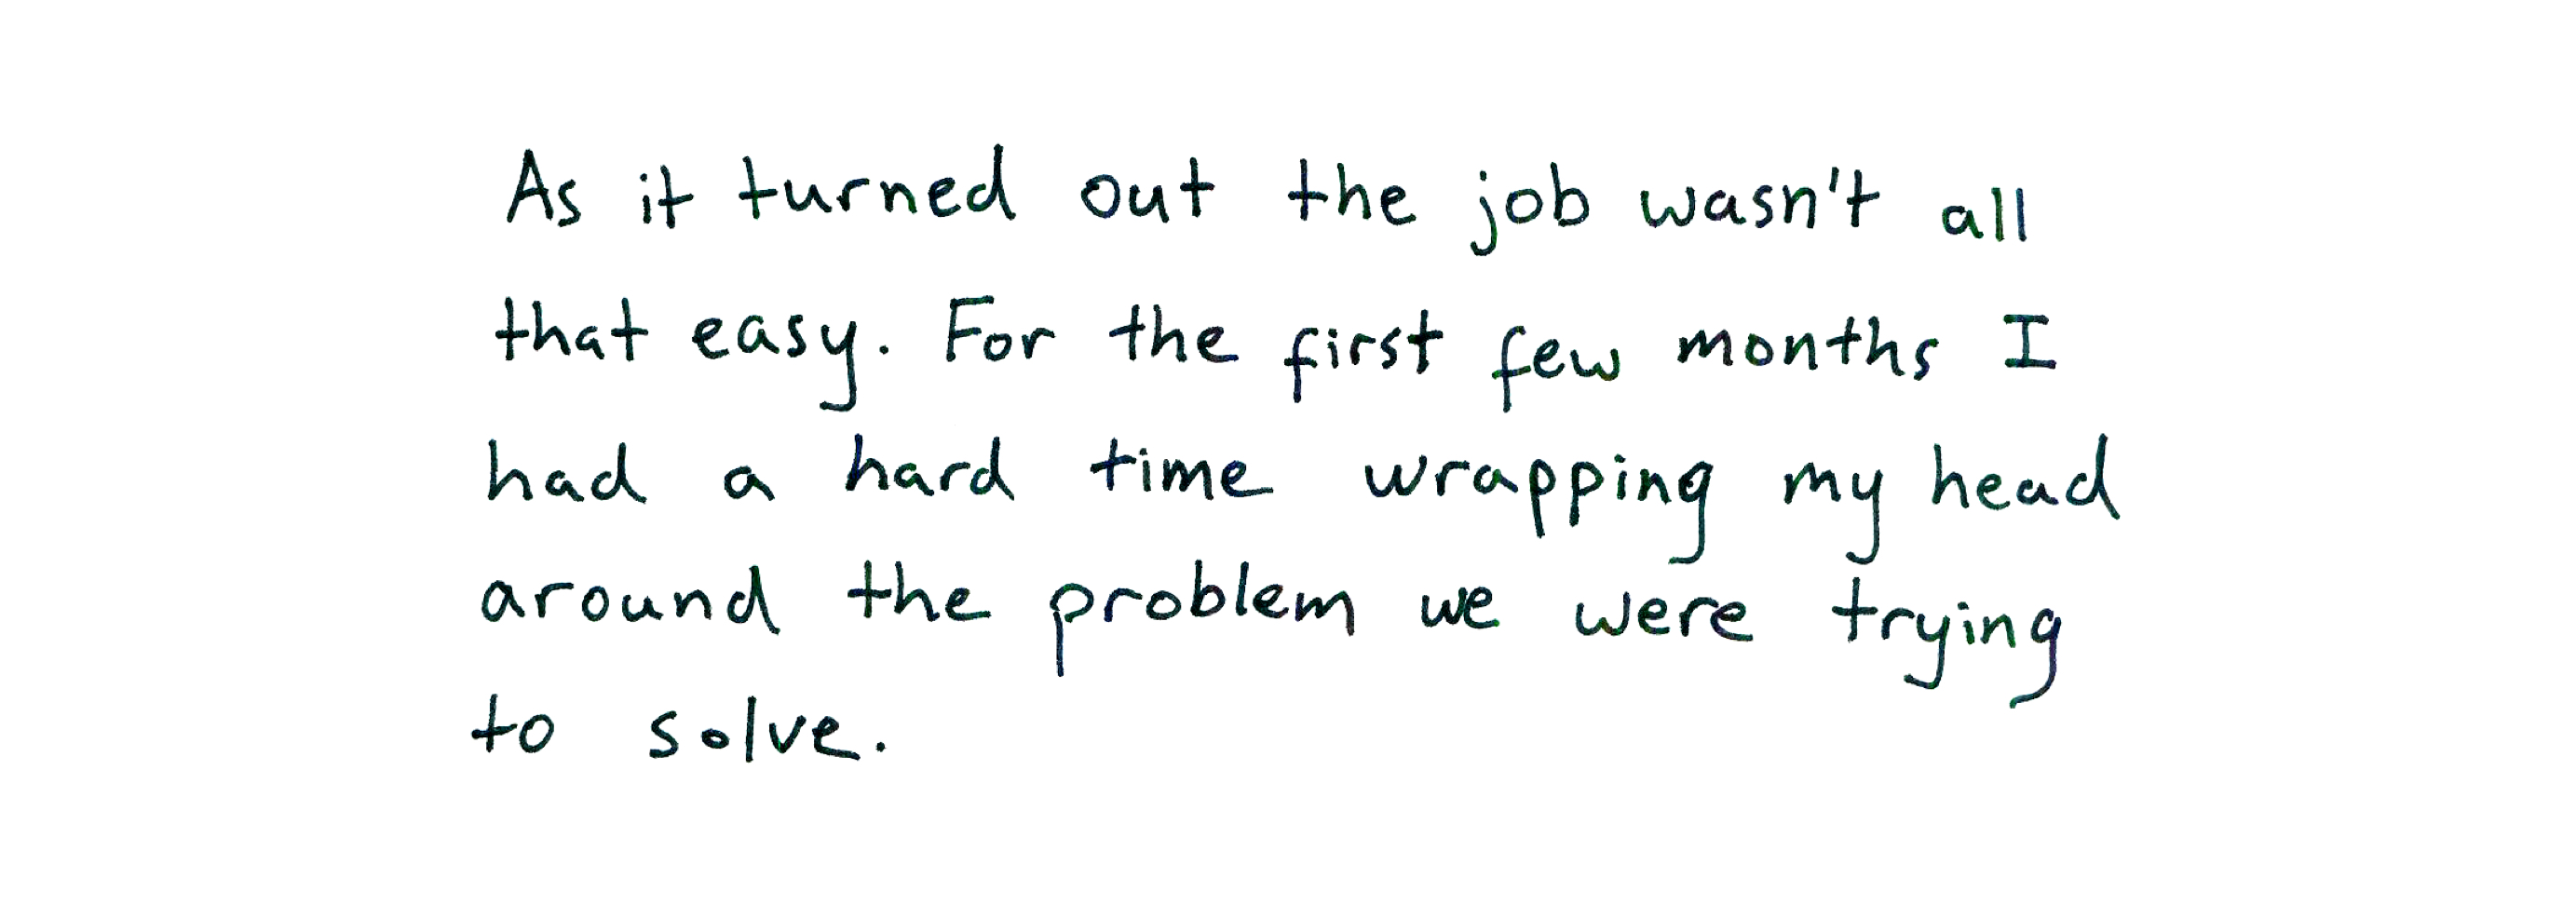 As it turned out the job wasn't all
that easy. For the first few months I
had a hard time wrapping my head
around the problem we were trying
to solve.